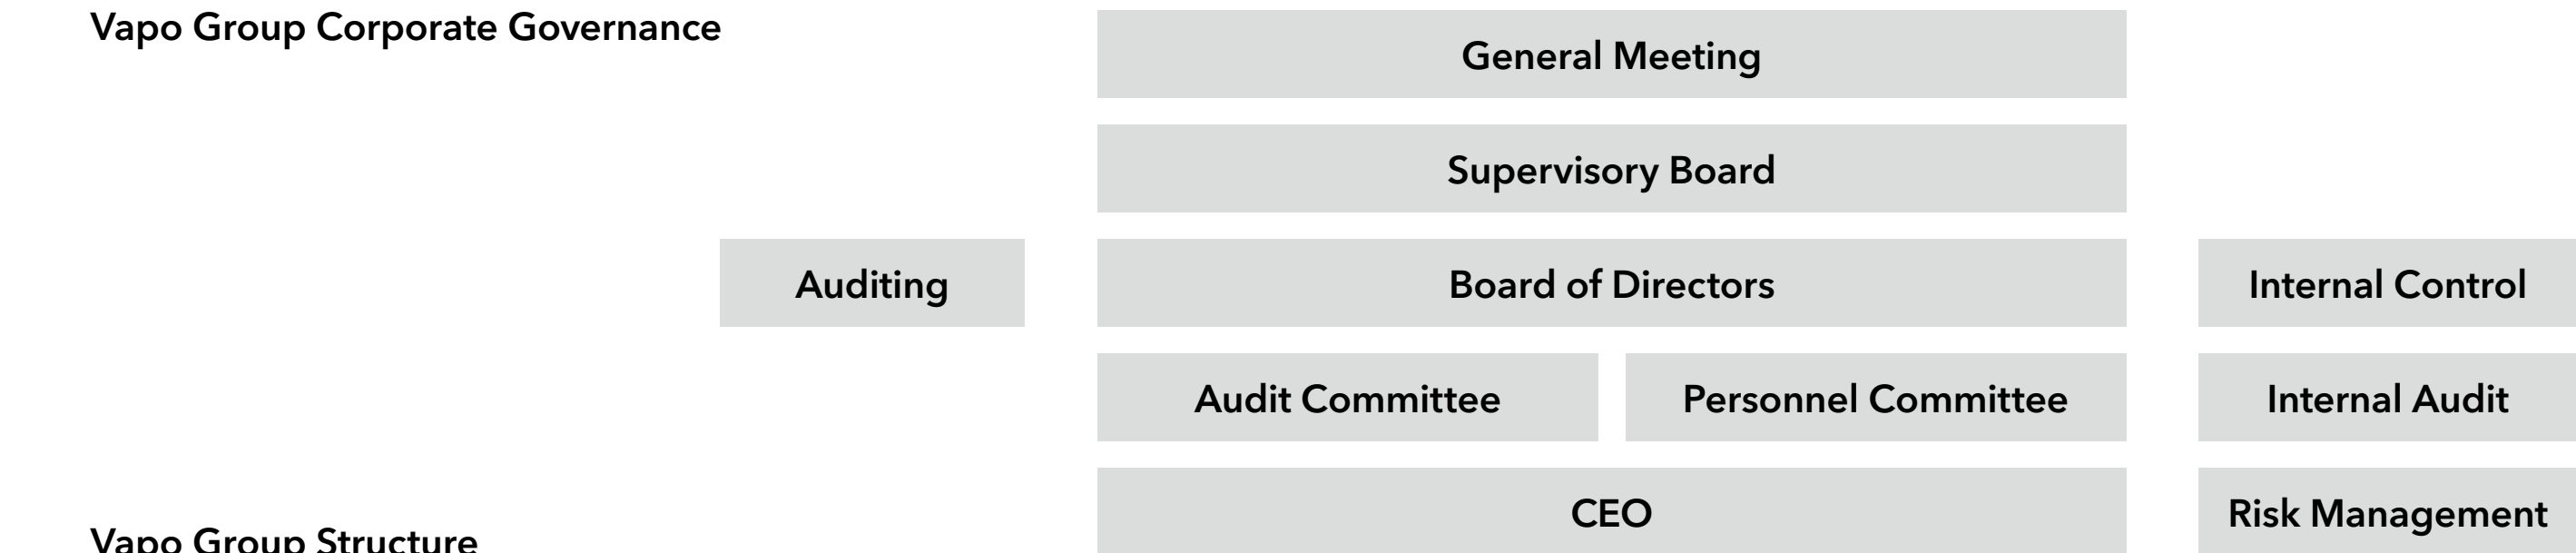 Vapo Group Corporate Governance
General Meeting
Supervisory Board
Auditing
Board of Directors
Internal Control
Audit Committee
Personnel Committee
Internal Audit
CEO
Risk Management
Vapo Group Structure